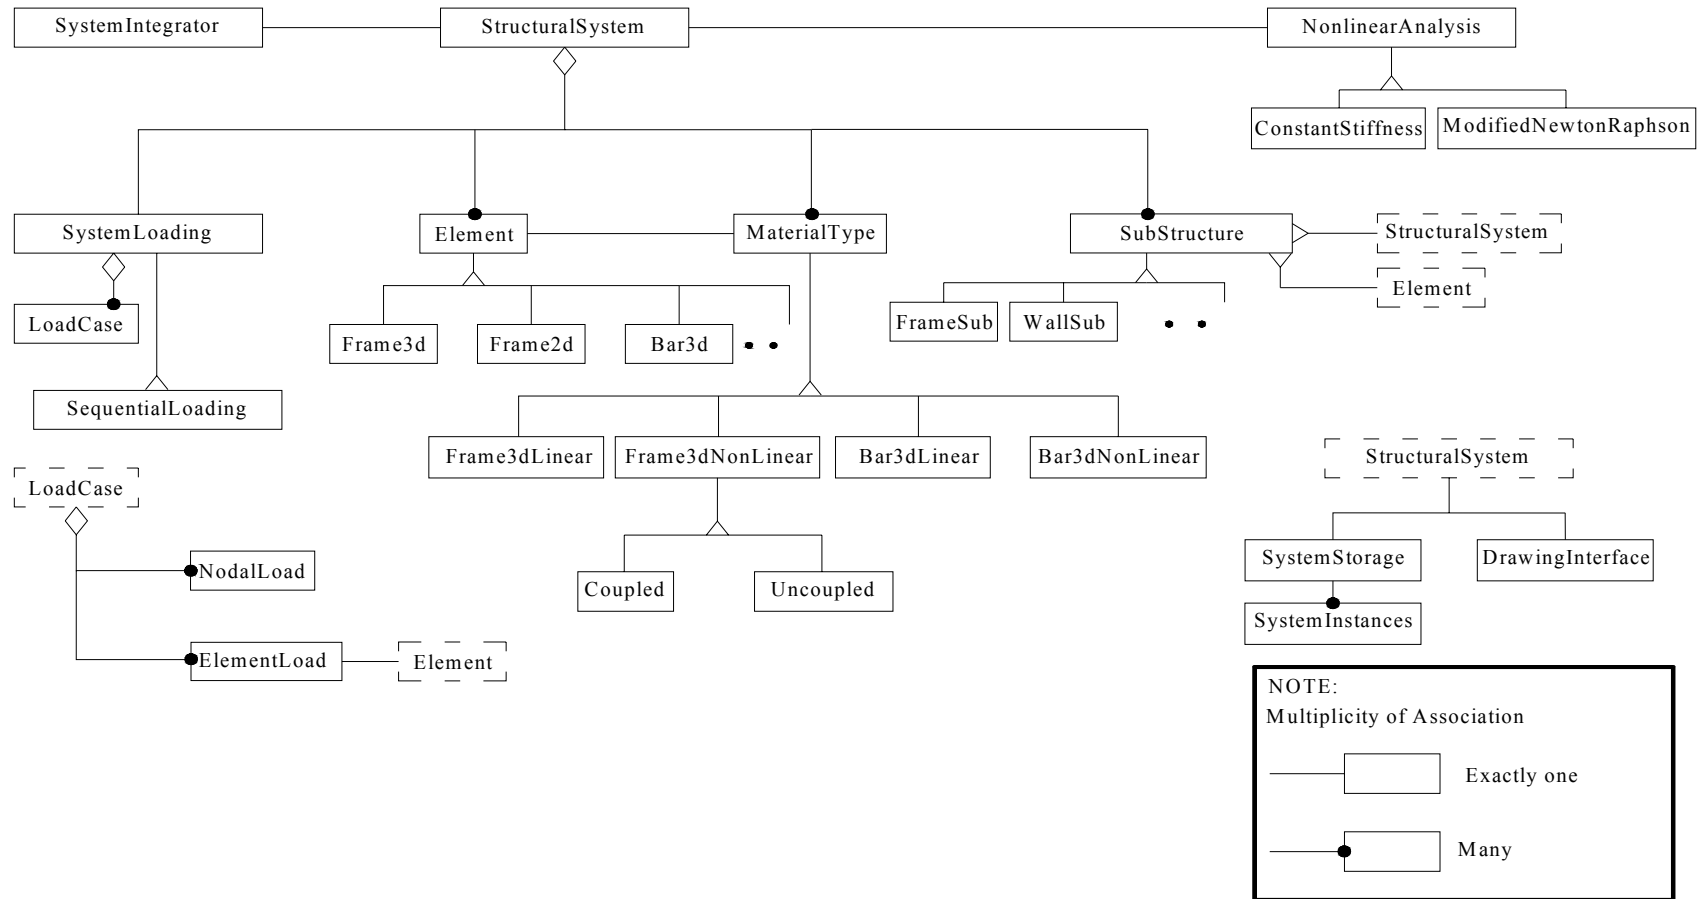 SystemIntegrator
StructuralSystem
NonlinearAnalysis
ConstantStiffness
ModifiedNewtonRaphson
SystemLoading
Element
MaterialType
SubStructure
StructuralSystem
Element
LoadCase
Frame3d
Frame2d
Bar3d
FrameSub
WallSub
SequentialLoading
Frame3dLinear
Frame3dNonLinear
Bar3dLinear
Bar3dNonLinear
StructuralSystem
LoadCase
NodalLoad
Coupled
Uncoupled
SystemStorage
DrawingInterface
SystemInstances
ElementLoad
Element
NOTE:
Multiplicity of Association
Exactly one
Many